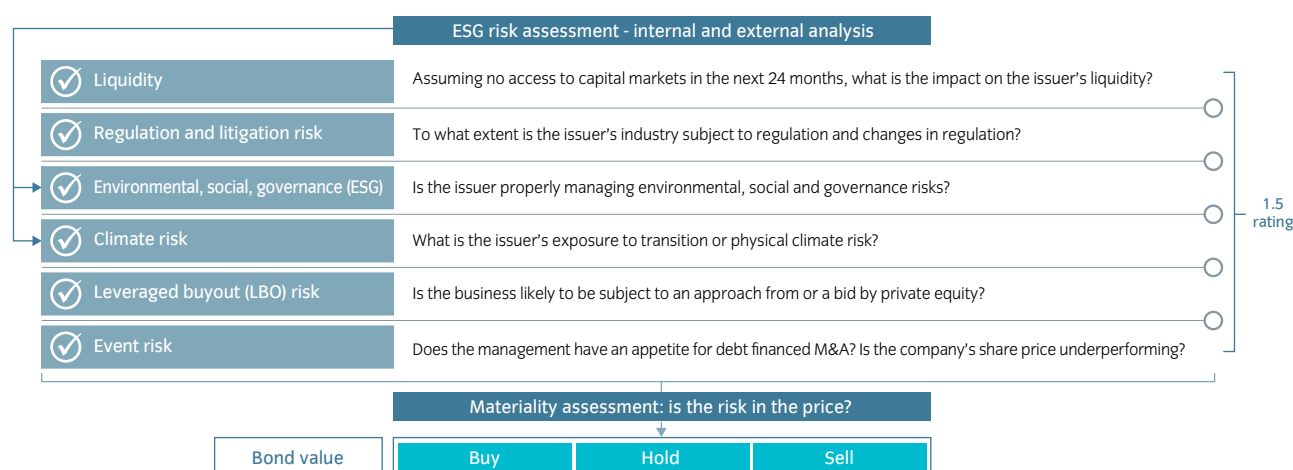 ESG risk assessment - internal and external analysis
Liquidity
Assuming no access to capital markets in the next 24 months, what is the impact on the issuer’s liquidity?
Regulation and litigation risk
To what extent is the issuer’s industry subject to regulation and changes in regulation?
Environmental, social, governance (ESG)
Is the issuer properly managing environmental, social and governance risks?
Climate risk
What is the issuer’s exposure to transition or physical climate risk?
Leveraged buyout (LBO) risk
Is the business likely to be subject to an approach from or a bid by private equity?
Event risk
Does the management have an appetite for debt financed M&A? Is the company’s share price underperforming?
1.5
rating
Materiality assessment: is the risk in the price?
Bond value
Buy
Hold
Sell